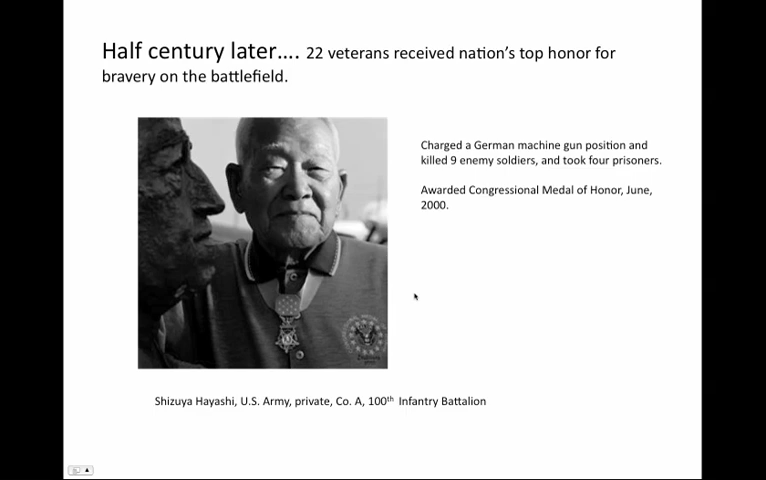 Half century later…. 22 veterans received nation's top honor for
bravery on the battlefield.
Charged a German machine gun position and
killed 9 enemy soldiers, and took four prisoners.
Awarded Congressional Medal of Honor, June,
2000.
Shizuya Hayashi, U.S. Army, private, Co. A, 100th Infantry Battalion